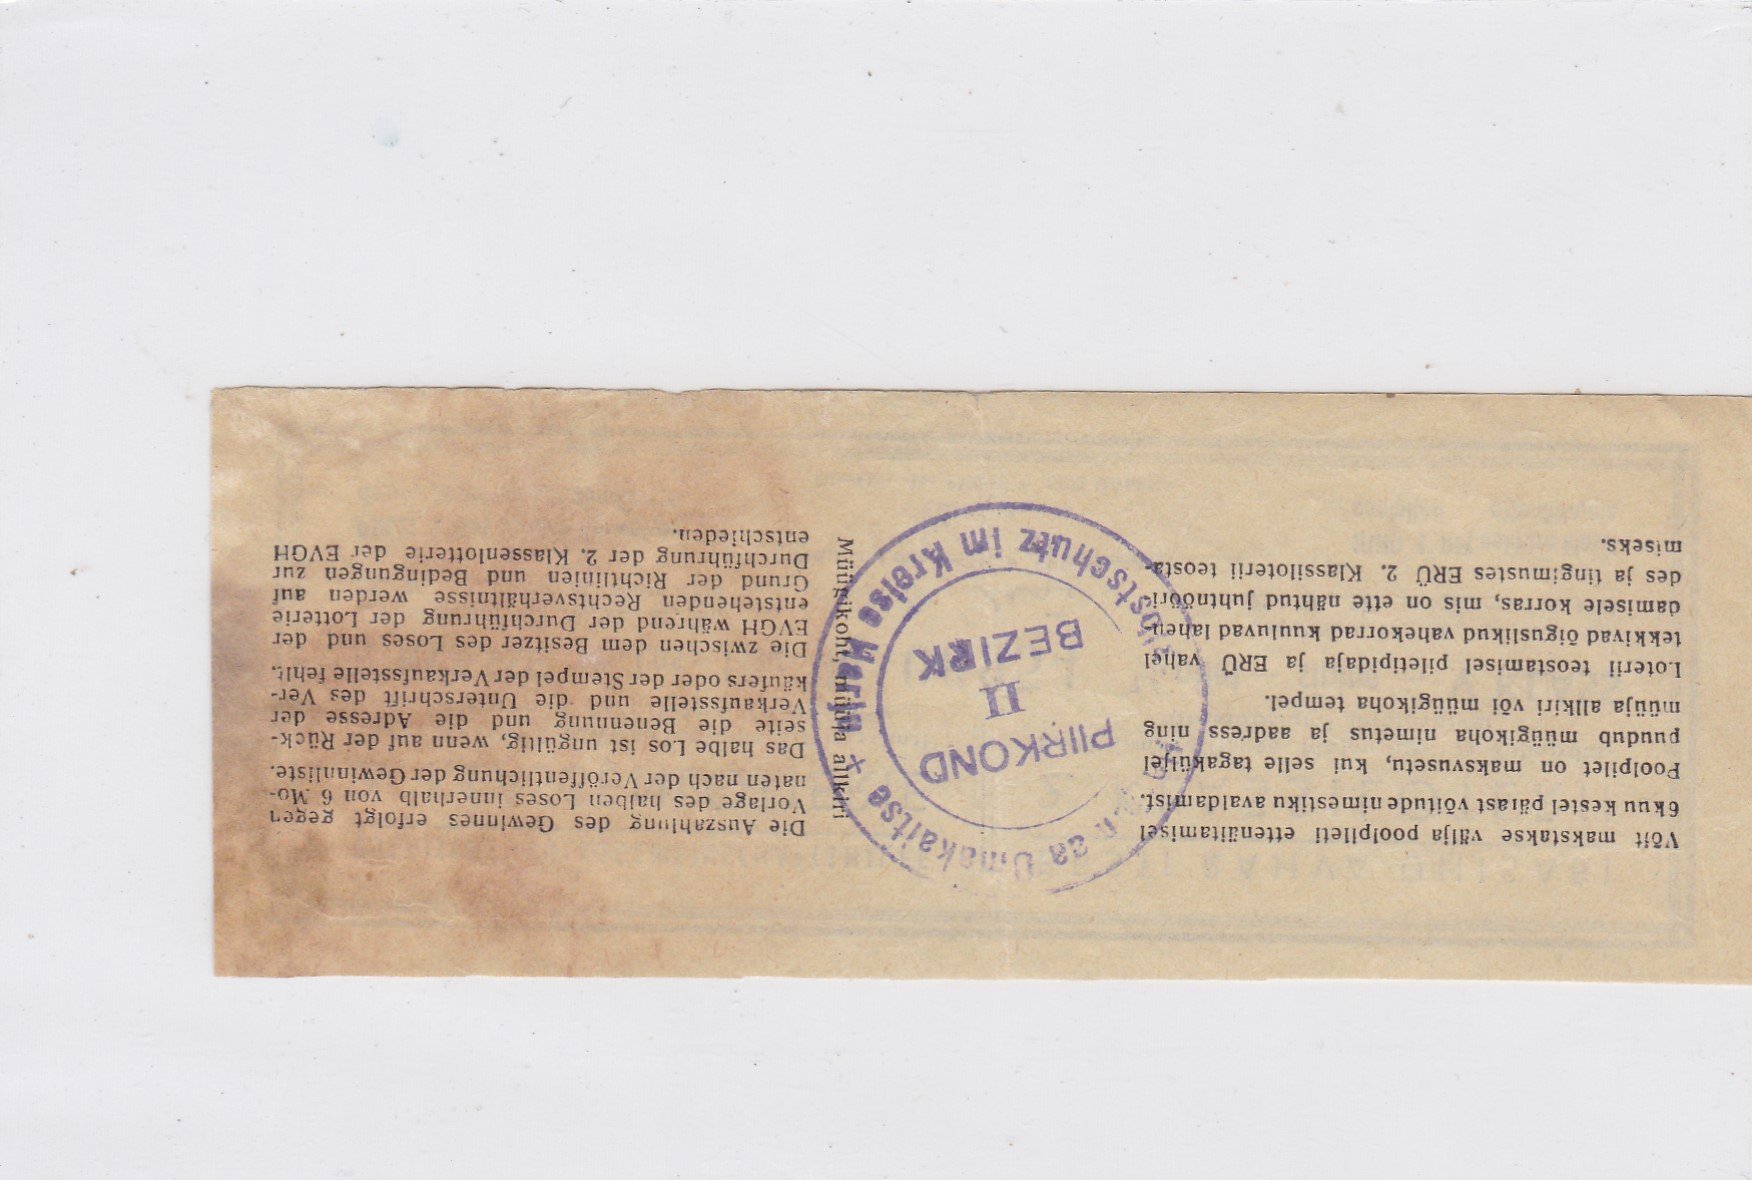 Võit makstakse välja poolpileti ettenäitamisel
6 kuu kestel pärast võitude nimestiku avaldamist.
Poolpilet on maksvusetu, kui selle tagaküljel
puudub müügikoha nimetus ja aadress ning
müüja allkiri või müügikoha tempel.
Loterii teostamisel piletipidaja ja ERÜ vahel
tekkivad õiguslikud vahekorrad kuuluvad lahen-
damisele korras, mis on ette nähtud juhtnööri-
des ja tingimustes ERÜ 2. Klassiloterii teosta-
miseks.
Müügikoht, müüja allkiri
Omakaitse × Selbstschutz im Kreise Harju ×
PIIRKOND
II
BEZIRK
Die Auszahlung des Gewinnes erfolgt gegen
Vorlage des halben Loses innerhalb von 6 Mo-
naten nach der Veröffentlichung der Gewinnliste.
Das halbe Los ist ungültig, wenn auf der Rück-
seite die Benennung und die Adresse der
Verkaufsstelle und die Unterschrift des Ver-
käufers oder der Stempel der Verkaufsstelle fehlt.
Die zwischen dem Besitzer des Loses und der
EVGH während der Durchführung der Lotterie
entstehenden Rechtsverhältnisse werden auf
Grund der Richtlinien und Bedingungen zur
Durchführung der 2. Klassenlotterie der EVGH
entschieden.